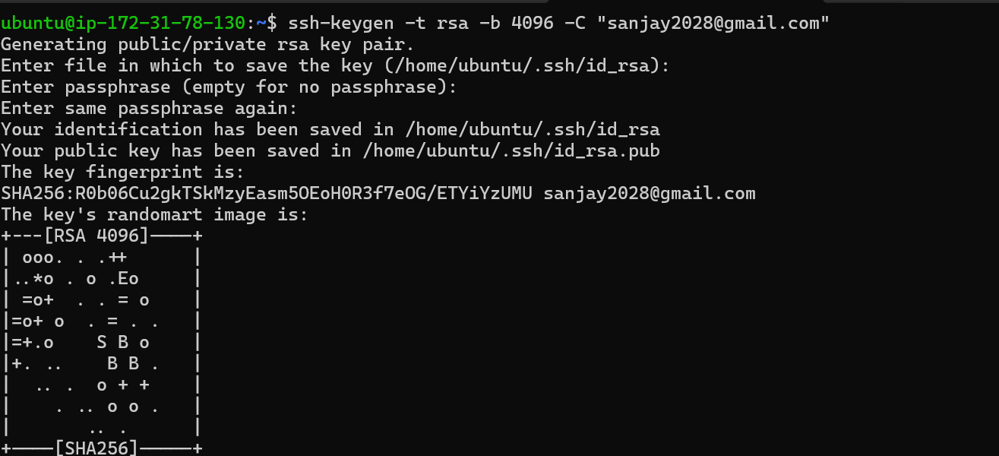 ubuntu@ip-172-31-78-130:~$ ssh-keygen -t rsa -b 4096 -C "sanjay2028@gmail.com"
Generating public/private rsa key pair.
Enter file in which to save the key (/home/ubuntu/.ssh/id_rsa):
Enter passphrase (empty for no passphrase):
Enter same passphrase again:
Your identification has been saved in /home/ubuntu/.ssh/id_rsa
Your public key has been saved in /home/ubuntu/.ssh/id_rsa.pub
The key fingerprint is:
SHA256:R0b06Cu2gkTSkMzyEasm5OEoH0R3f7eOG/ETYiYzUMU sanjay2028@gmail.com
The key's randomart image is:
+---[RSA 4096]----+
| ooo. . .++      |
|..*o . o .Eo     |
| =o+  . . = o    |
|=o+ o  . = . .   |
|=+.o    S B o    |
|+. ..    B B .   |
|  .. .  o + +    |
|    . .. o o .   |
|       .. .      |
+----[SHA256]-----+